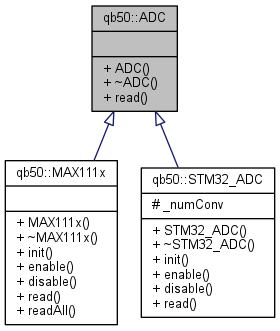 qb50::ADC
+ ADC()
+ ~ADC()
+ read()
qb50::MAX111x
+ MAX111x()
+ ~MAX111x()
+ init()
+ enable()
+ disable()
+ read()
+ readAll()
qb50::STM32_ADC
# _numConv
+ STM32_ADC()
+ ~STM32_ADC()
+ init()
+ enable()
+ disable()
+ read()